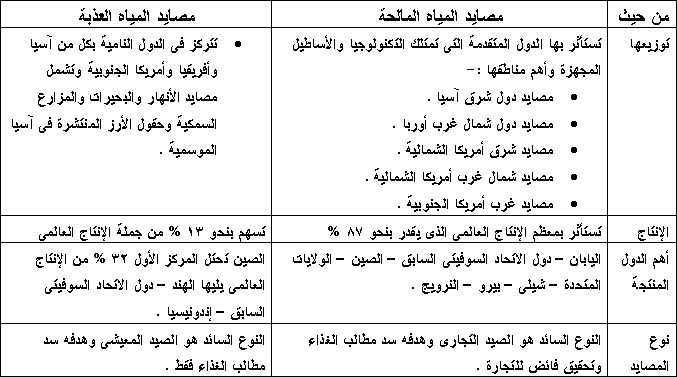 من حيث
مصايد المياه المالحة
مصايد المياه العذبة
توزيعها
تستأثر بها الدول المتقدمة التى تمتلك التكنولوجيا والأساطيل
المجهزة وأهم مناطقها :-
• مصايد دول شرق آسيا .
• مصايد دول شمال غرب أوربا .
• مصايد شرق أمريكا الشمالية .
• مصايد شمال غرب أمريكا الشمالية .
• مصايد غرب أمريكا الجنوبية .
• تتركز فى الدول النامية بكل من آسيا
وأفريقيا وأمريكا الجنوبية وتشمل
مصايد الأنهار والبحيرات والمزارع
السمكية وحقول الأرز المنتشرة فى آسيا
الموسمية .
الإنتاج
تستأثر بمعظم الإنتاج العالمى الذى يقدر بنحو ٨٧ %
تسهم بنحو ١٣ % من جملة الإنتاج العالمى
أهم الدول
المنتجة
اليابان – دول الاتحاد السوفيتى السابق – الصين – الولايات
المتحدة – شيلى – بيرو – النرويج .
الصين تحتل المركز الأول ٣٢ % من الإنتاج
العالمى يليها الهند – دول الاتحاد السوفيتى
السابق – إندونيسيا .
نوع
المصايد
النوع السائد هو الصيد التجارى وهدفه سد مطالب الغذاء
وتحقيق فائض للتجارة .
النوع السائد هو الصيد المعيشى وهدفه سد
مطالب الغذاء فقط .